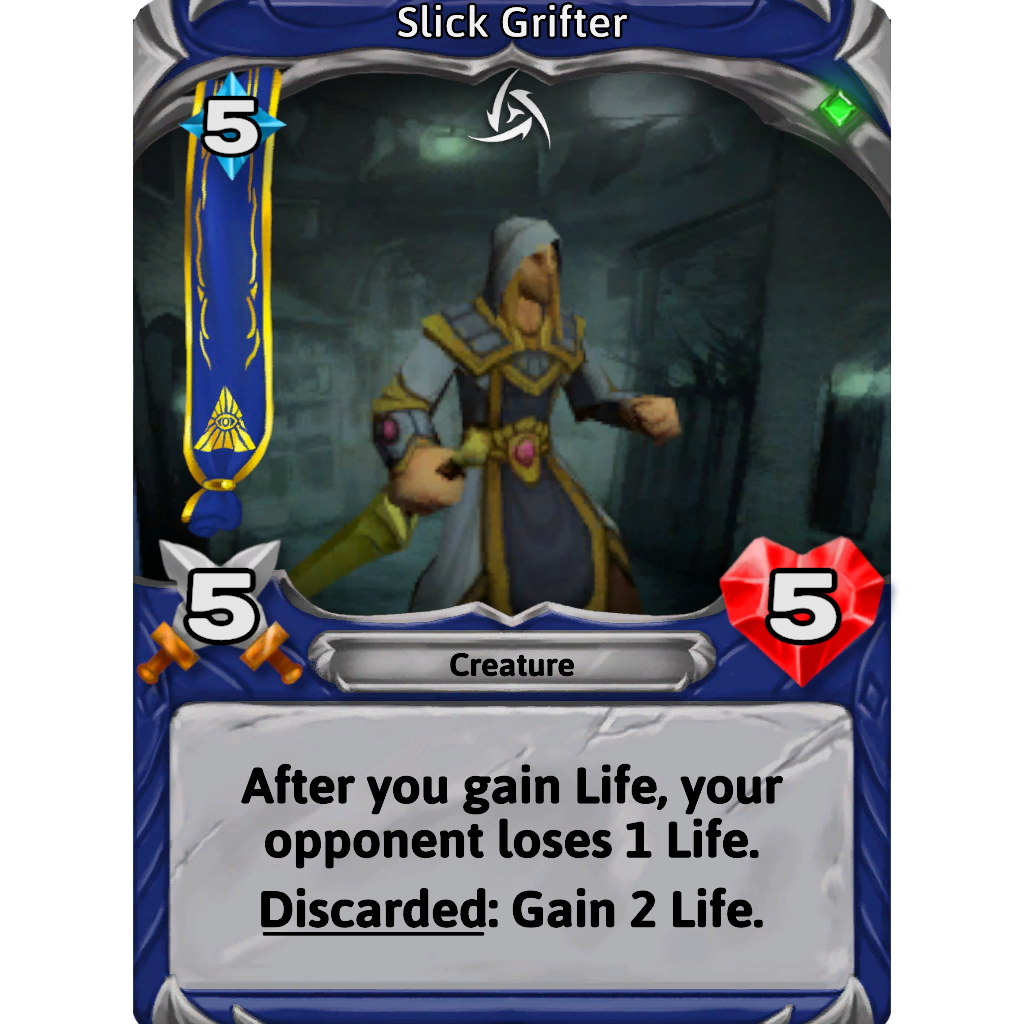 Slick Grifter
5
5
5
Creature
After you gain Life, your
opponent loses 1 Life.
Discarded: Gain 2 Life.